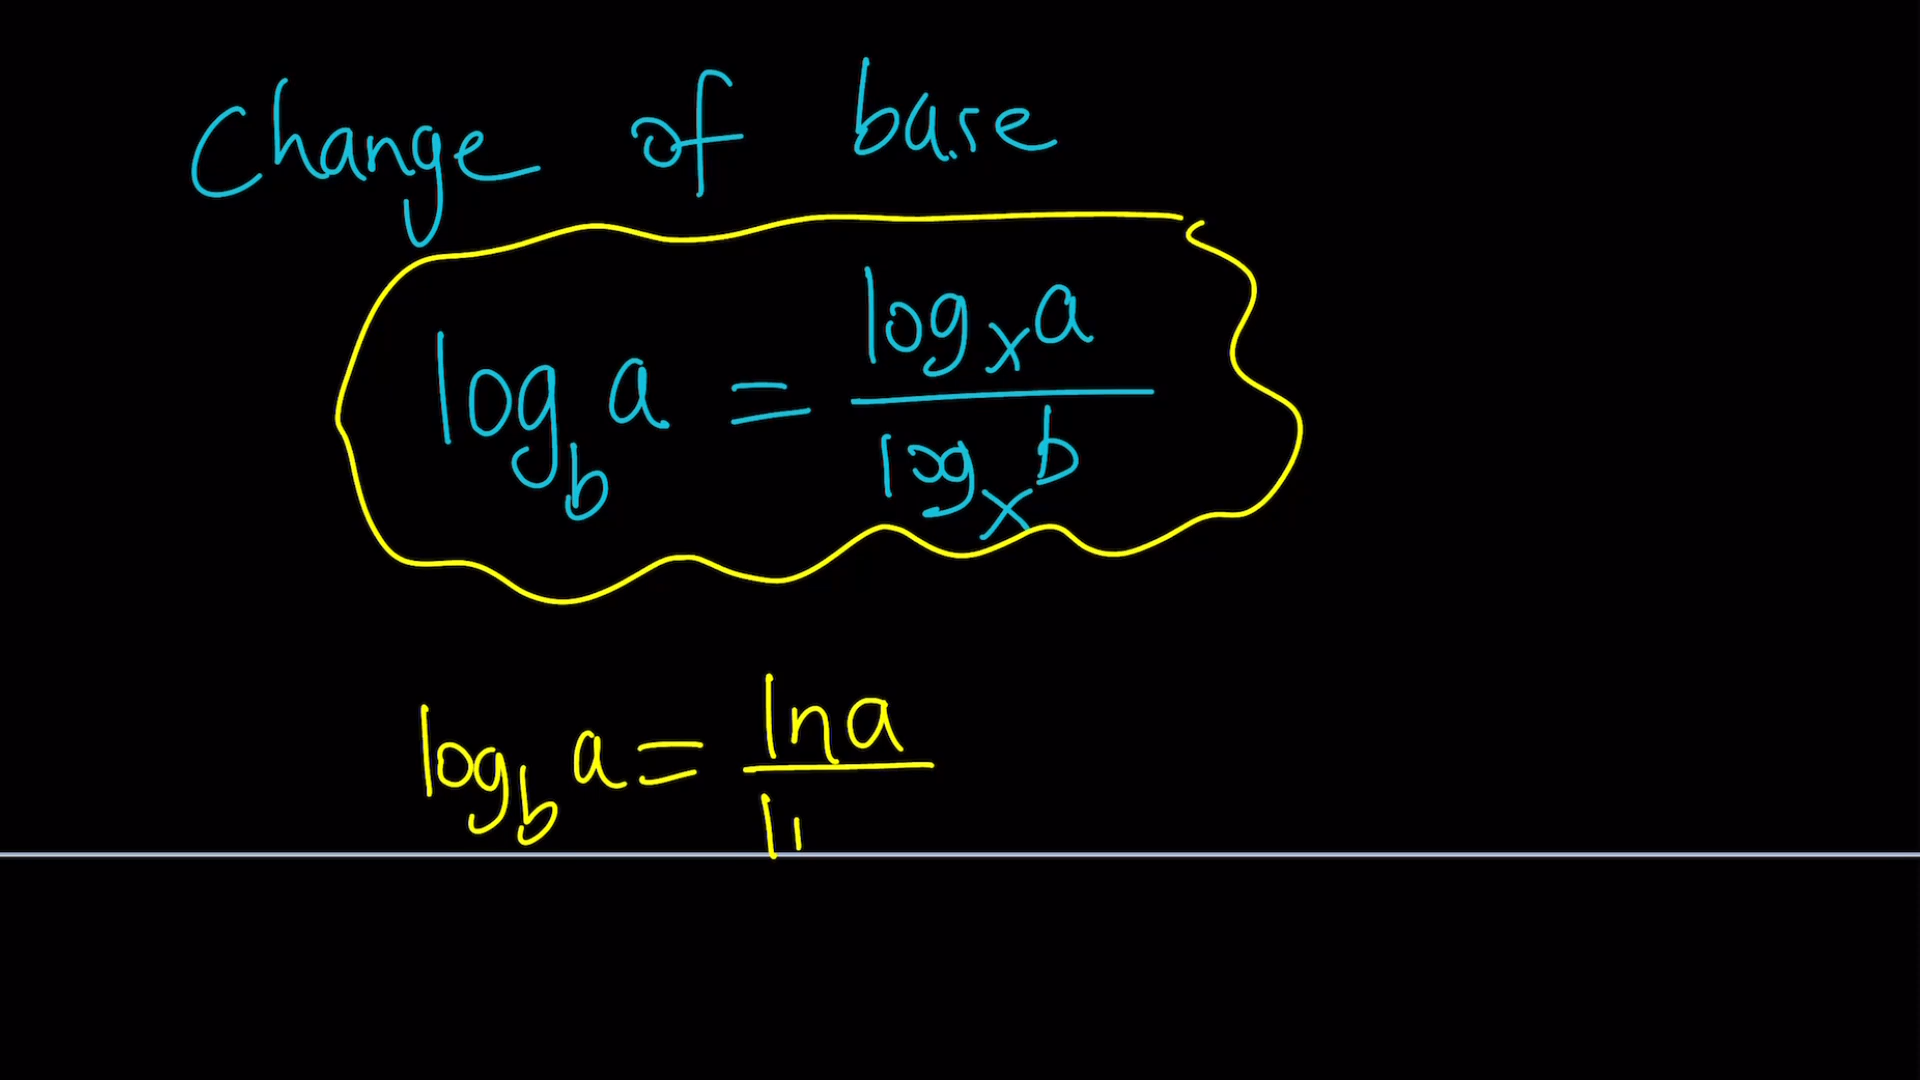 Change of base
log_b a = log_x a / log_x b
log_b a = ln a /